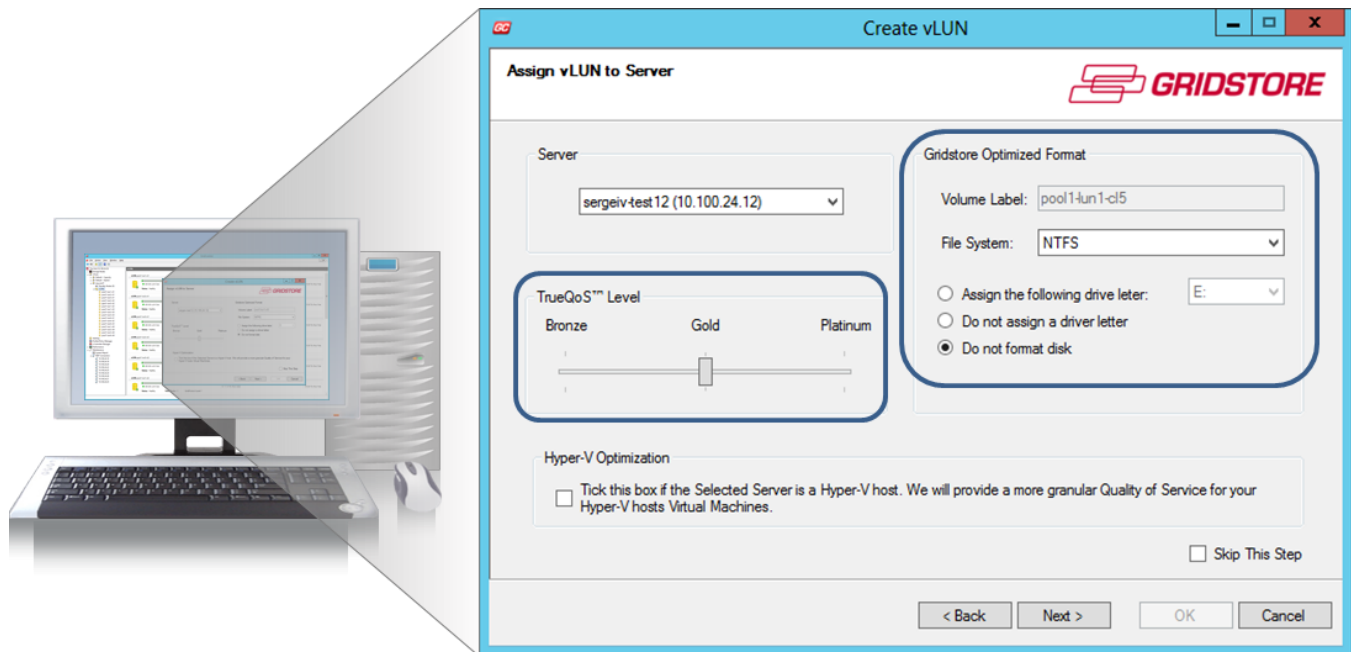 GC
Create vLUN
Assign vLUN to Server
GRIDSTORE
Server
sergeiv-test12 (10.100.24.12)
TrueQoS™ Level
Bronze Gold Platinum
Gridstore Optimized Format
Volume Label: pool1-lun1-cl5
File System: NTFS
Assign the following drive leter: E:
Do not assign a driver letter
Do not format disk
Hyper-V Optimization
Tick this box if the Selected Server is a Hyper-V host. We will provide a more granular Quality of Service for your
Hyper-V hosts Virtual Machines.
Skip This Step
< Back Next > OK Cancel